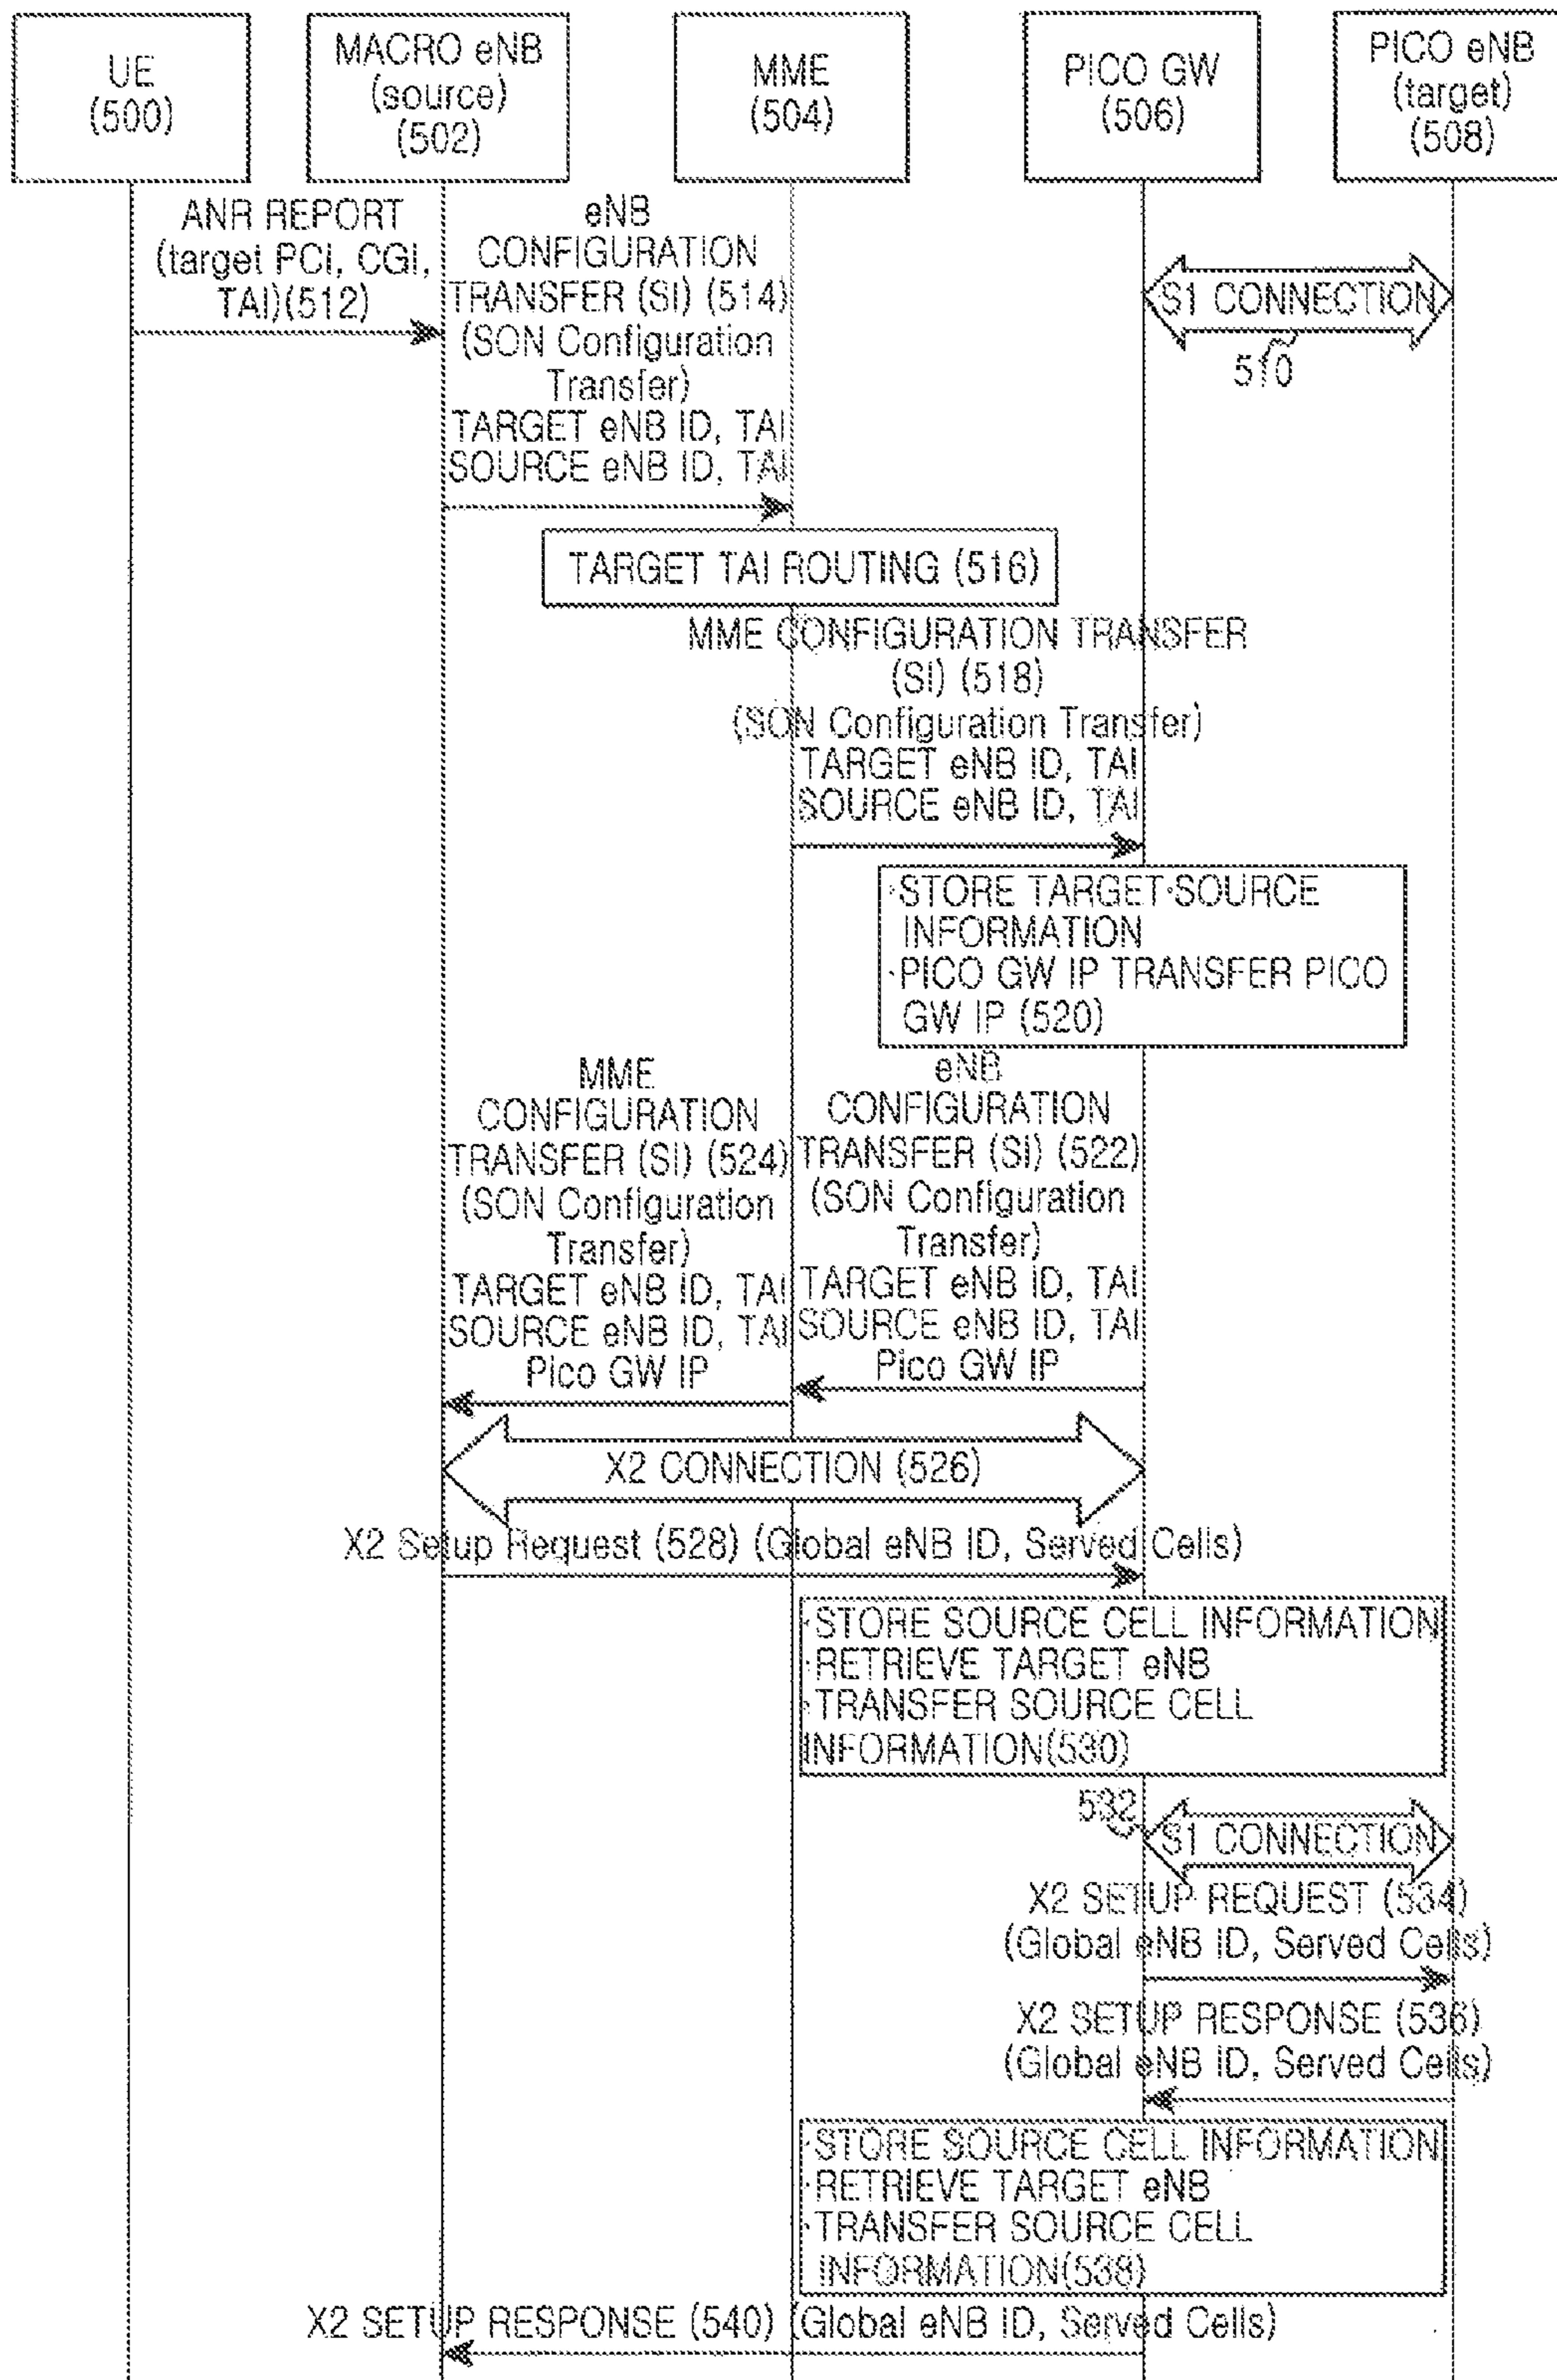 UE
(500)
MACRO eNB
(source)
(502)
MME
(504)
PICO GW
(506)
PICO eNB
(target)
(508)
ANR REPORT
(target PCI, CGI,
TAI)(512)
eNB
CONFIGURATION
TRANSFER (SI) (514)
(SON Configuration
Transfer)
TARGET eNB ID, TAI
SOURCE eNB ID, TAI
S1 CONNECTION
510
TARGET TAI ROUTING (516)
MME CONFIGURATION TRANSFER
(SI) (518)
(SON Configuration Transfer)
TARGET eNB ID, TAI
SOURCE eNB ID, TAI
·STORE TARGET·SOURCE
INFORMATION
·PICO GW IP TRANSFER PICO
GW IP (520)
MME
CONFIGURATION
TRANSFER (SI) (524)
(SON Configuration
Transfer)
TARGET eNB ID, TAI
SOURCE eNB ID, TAI
Pico GW IP
eNB
CONFIGURATION
TRANSFER (SI) (522)
(SON Configuration
Transfer)
TARGET eNB ID, TAI
SOURCE eNB ID, TAI
Pico GW IP
X2 CONNECTION (526)
X2 Setup Request (528) (Global eNB ID, Served Cells)
·STORE SOURCE CELL INFORMATION
·RETRIEVE TARGET eNB
·TRANSFER SOURCE CELL
INFORMATION(530)
532
S1 CONNECTION
X2 SETUP REQUEST (534)
(Global eNB ID, Served Cells)
X2 SETUP RESPONSE (536)
(Global eNB ID, Served Cells)
·STORE SOURCE CELL INFORMATION
·RETRIEVE TARGET eNB
·TRANSFER SOURCE CELL
INFORMATION(538)
X2 SETUP RESPONSE (540) (Global eNB ID, Served Cells)